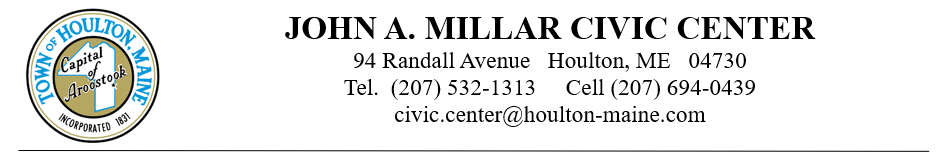 TOWN OF HOULTON, MAINE
Capital
of
Aroostook
INCORPORATED 1831
JOHN A. MILLAR CIVIC CENTER
94 Randall Avenue Houlton, ME 04730
Tel. (207) 532-1313 Cell (207) 694-0439
civic.center@houlton-maine.com